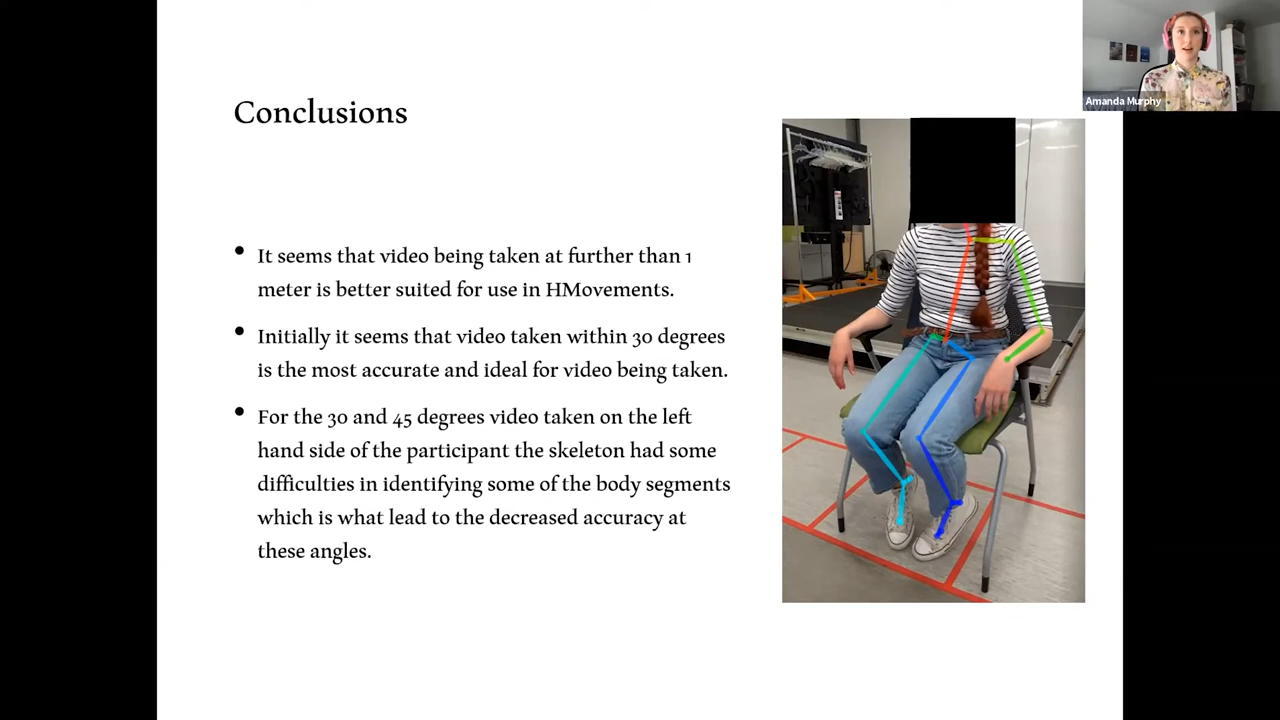 Amanda Murphy
Conclusions
• It seems that video being taken at further than 1
meter is better suited for use in HMovements.
• Initially it seems that video taken within 30 degrees
is the most accurate and ideal for video being taken.
• For the 30 and 45 degrees video taken on the left
hand side of the participant the skeleton had some
difficulties in identifying some of the body segments
which is what lead to the decreased accuracy at
these angles.